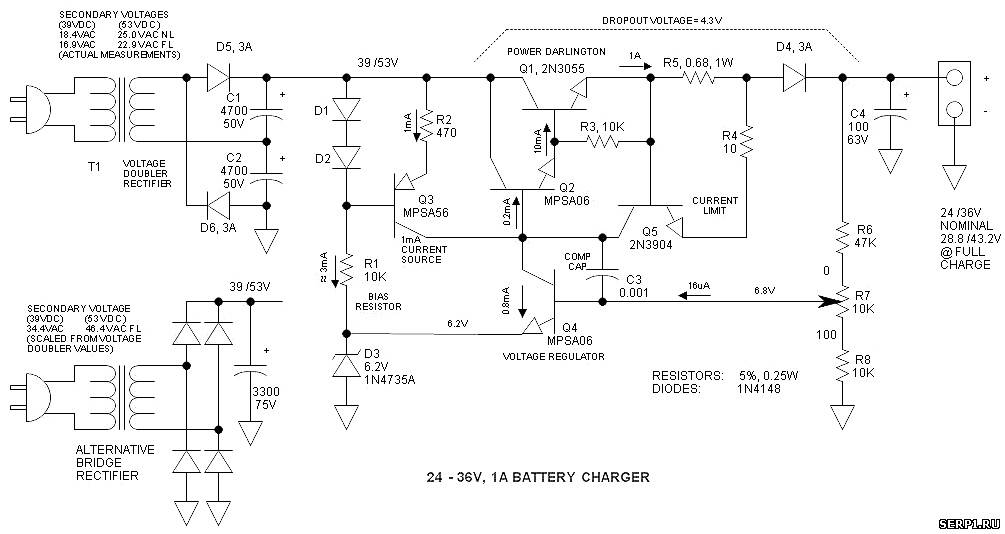 SECONDARY VOLTAGES
(39VDC) (53VDC)
18.4VAC 25.0VAC NL
16.9VAC 22.9VAC FL
(ACTUAL MEASUREMENTS)
DROPOUT VOLTAGE = 4.3V
D5, 3A
39 /53V
POWER DARLINGTON
Q1, 2N3055
1A
R5, 0.68, 1W
D4, 3A
+
-
C1
4700
50V
+
D1
1mA
R2
470
10mA
R3, 10K
R4
10
C4
100
63V
+
T1
VOLTAGE
DOUBLER
RECTIFIER
C2
4700
50V
+
D2
Q3
MPSA56
Q2
MPSA06
0.2mA
CURRENT
LIMIT
D6, 3A
1mA
CURRENT
SOURCE
Q5
2N3904
24 /36V
NOMINAL
28.8 /43.2V
@ FULL
CHARGE
R6
47K
≈ 3mA
R1
10K
COMP
CAP
C3
0.001
16uA
6.8V
0
R7
10K
100
BIAS
RESISTOR
0.8mA
6.2V
Q4
MPSA06
VOLTAGE REGULATOR
D3
6.2V
1N4735A
R8
10K
RESISTORS: 5%, 0.25W
DIODES: 1N4148
39 /53V
SECONDARY VOLTAGE
(39VDC) (53VDC)
34.4VAC 46.4VAC FL
(SCALED FROM VOLTAGE
DOUBLER VALUES)
+
3300
75V
ALTERNATIVE
BRIDGE
RECTIFIER
24 - 36V, 1A BATTERY CHARGER
SERP1.RU